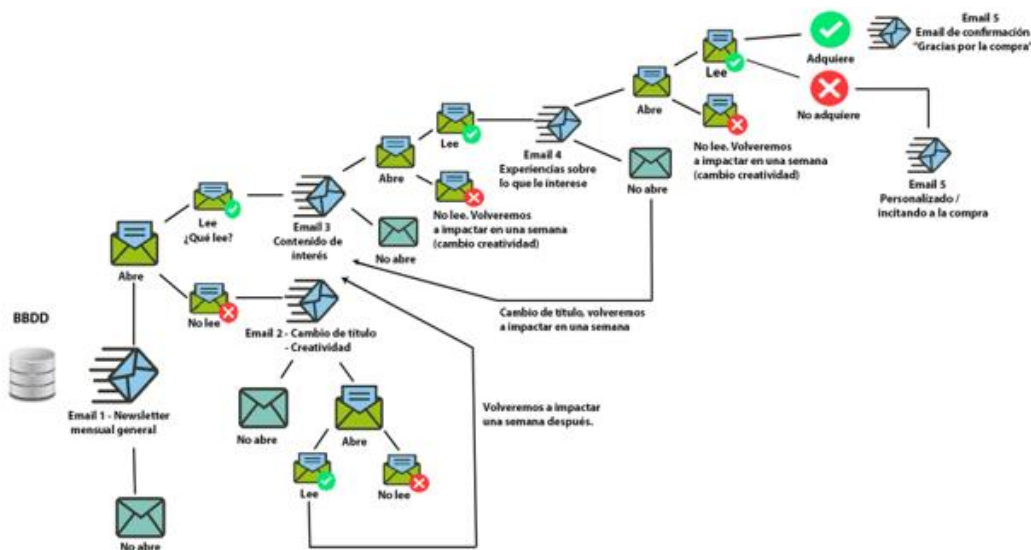 Email 5
Email de confirmación
"Gracias por la compra"
Adquiere
Lee
Abre
No adquiere
Lee
Email 4
Experiencias sobre
lo que le interese
No lee. Volveremos
a impactar en una semana
(cambio creatividad)
Abre
No abre
Email 5
Personalizado /
incitando a la compra
Lee
¿Qué lee?
Email 3
Contenido de
interés
No lee. Volveremos
a impactar en una semana
(cambio creatividad)
No abre
Abre
BBDD
No lee
Cambio de título, volveremos
a impactar en una semana
Email 2 - Cambio de título
- Creatividad
Email 1 - Newsletter
mensual general
Volveremos a impactar
una semana después.
No abre
Abre
Lee
No lee
No abre